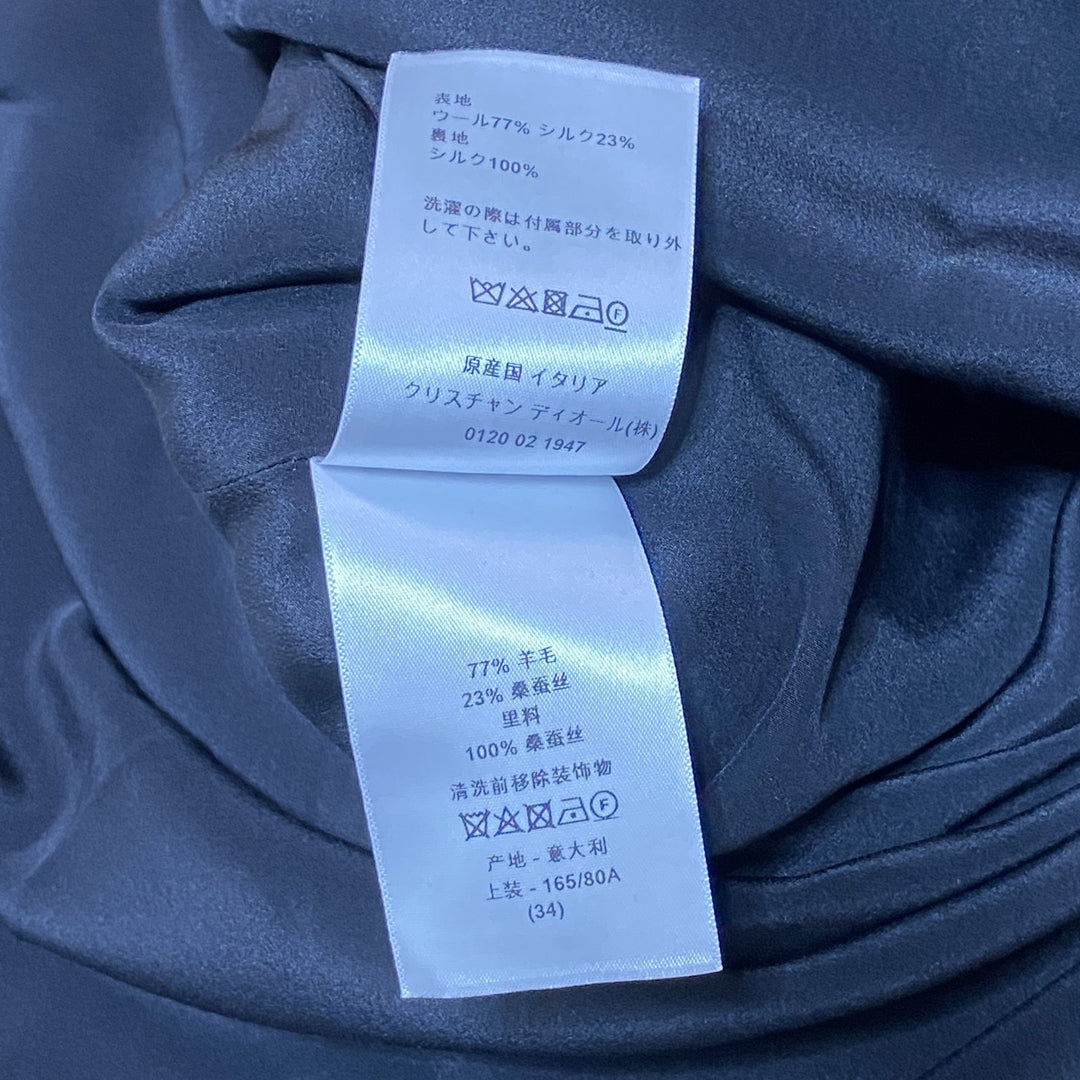 表地
ウール77% シルク23%
裏地
シルク100%
洗濯の際は付属部分を取り外
して下さい。
F
原産国 イタリア
クリスチャン ディオール(株)
0120 02 1947
77% 羊毛
23% 桑蚕丝
里料
100% 桑蚕丝
清洗前移除装饰物
F
产地 - 意大利
上装 - 165/80A
(34)